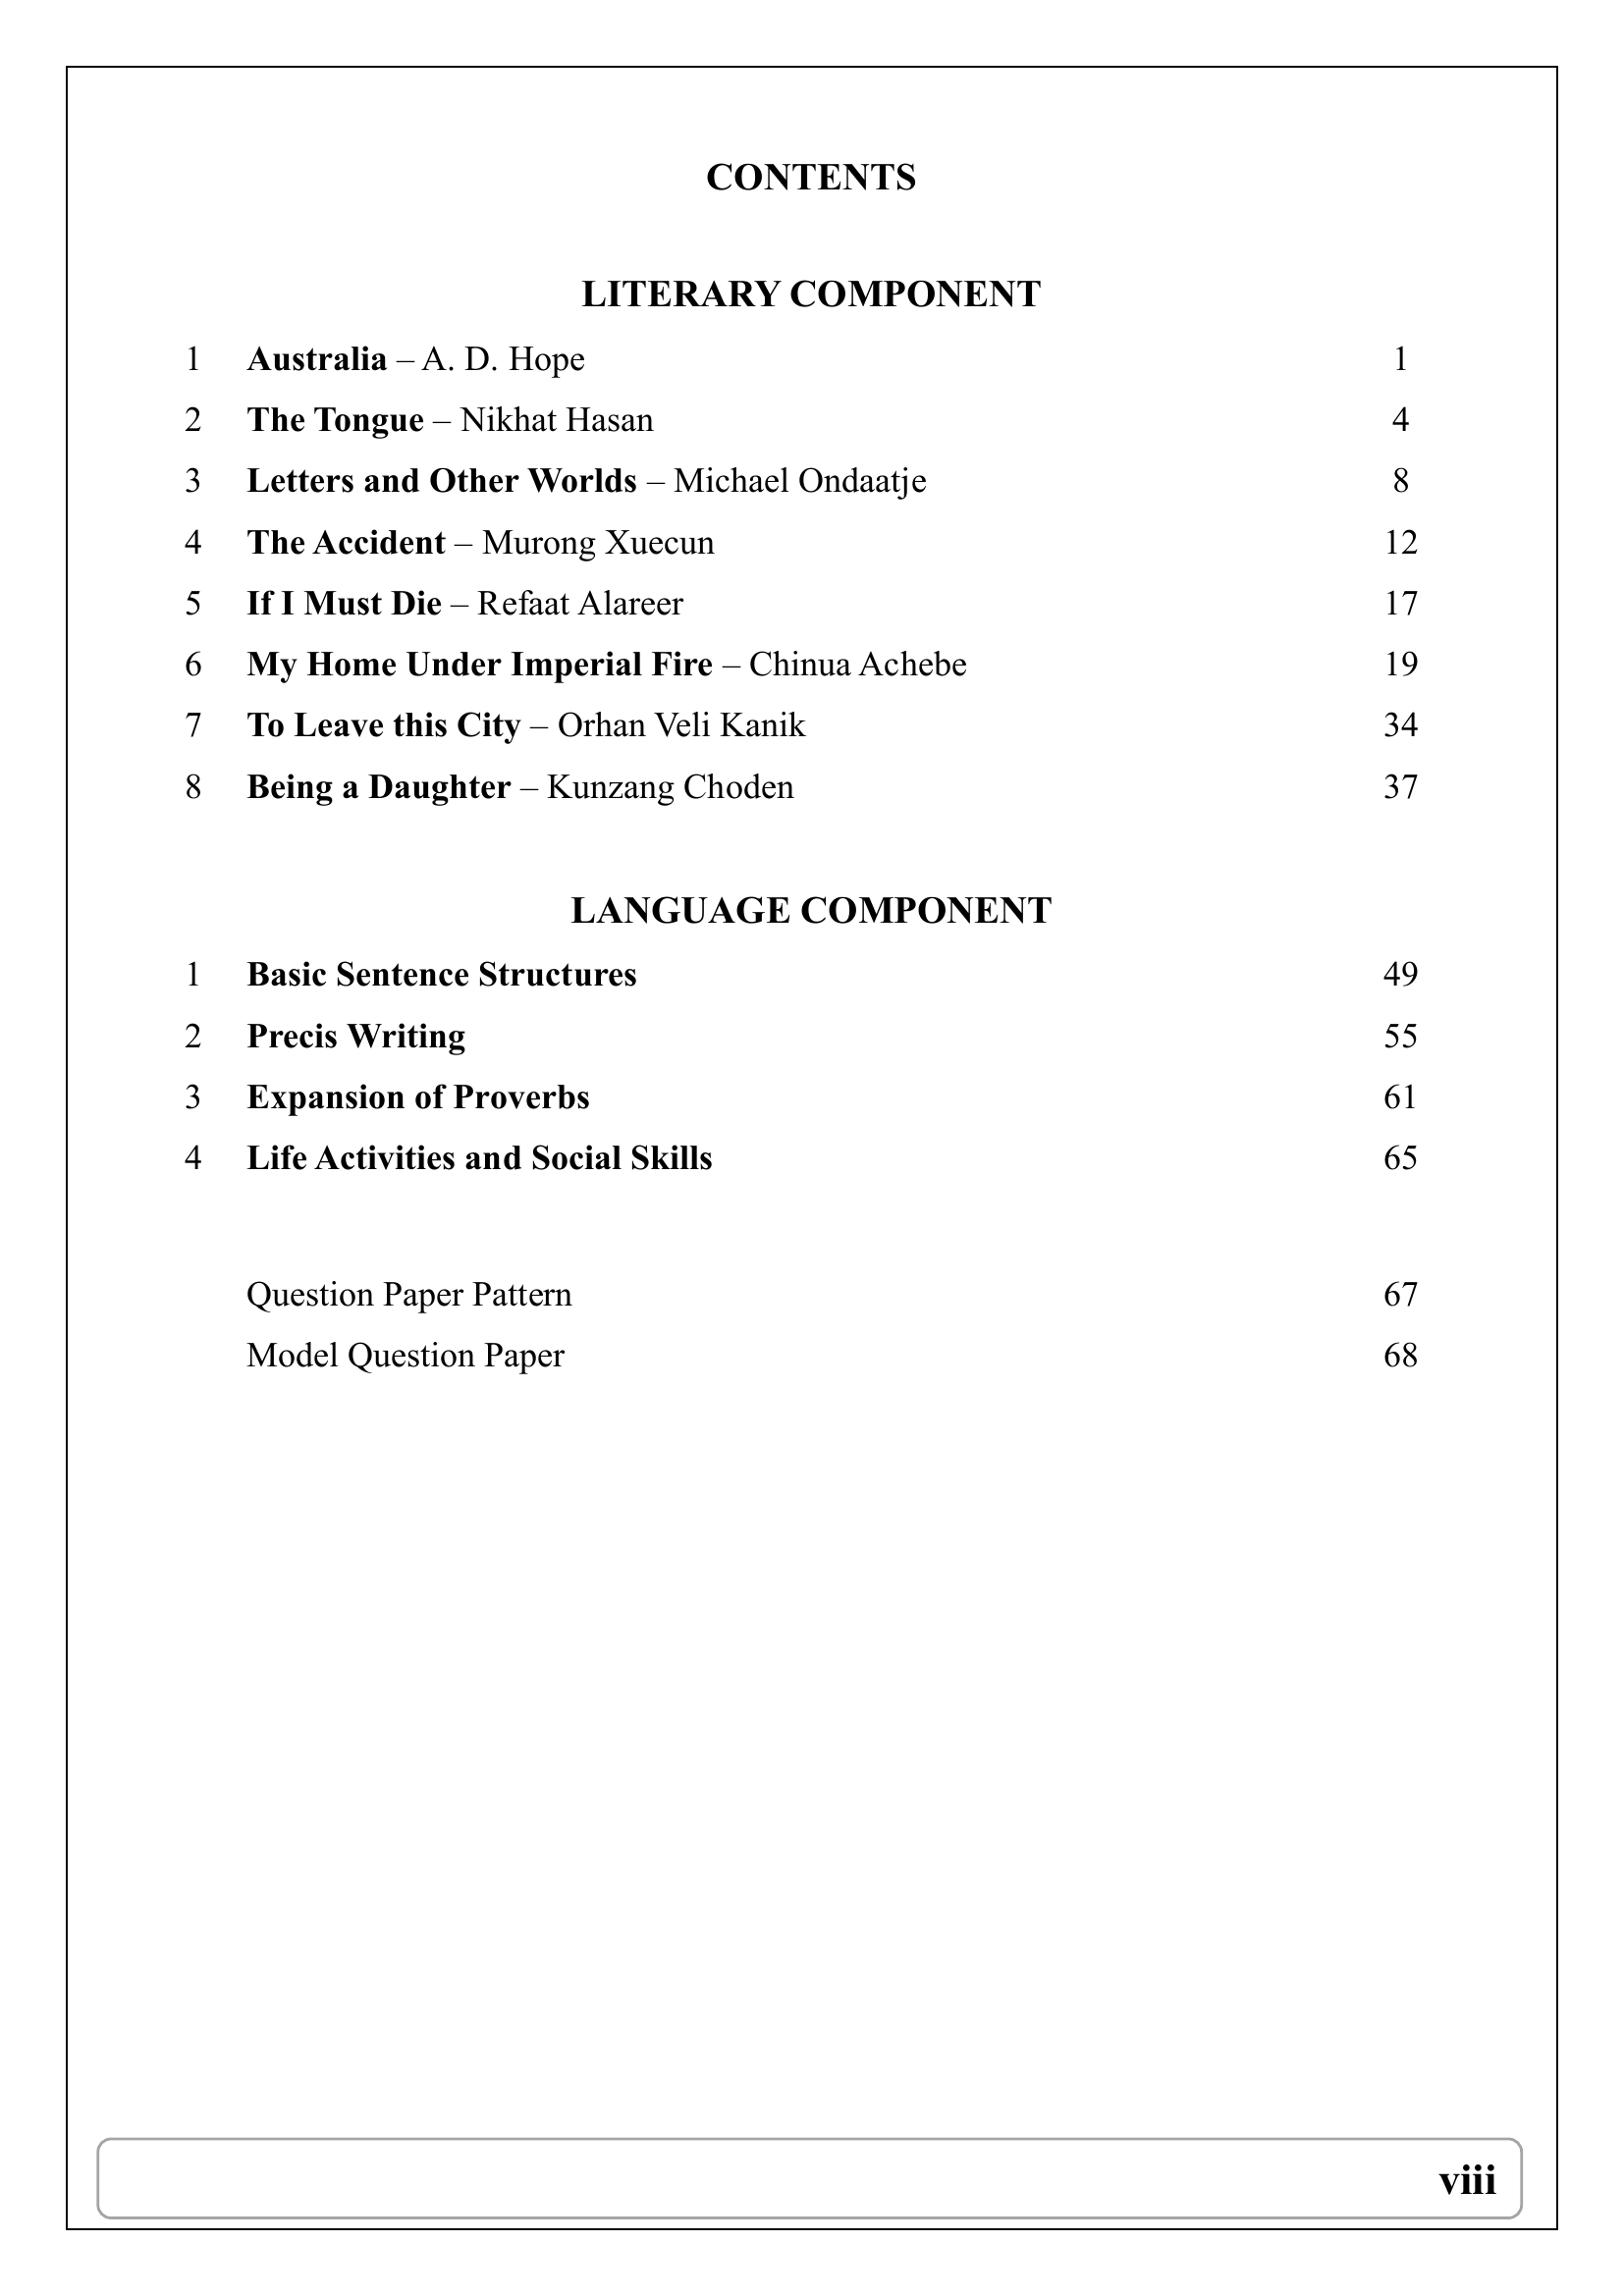 CONTENTS
LITERARY COMPONENT
1 Australia – A. D. Hope 1
2 The Tongue – Nikhat Hasan 4
3 Letters and Other Worlds – Michael Ondaatje 8
4 The Accident – Murong Xuecun 12
5 If I Must Die – Refaat Alareer 17
6 My Home Under Imperial Fire – Chinua Achebe 19
7 To Leave this City – Orhan Veli Kanik 34
8 Being a Daughter – Kunzang Choden 37
LANGUAGE COMPONENT
1 Basic Sentence Structures 49
2 Precis Writing 55
3 Expansion of Proverbs 61
4 Life Activities and Social Skills 65
Question Paper Pattern 67
Model Question Paper 68
viii